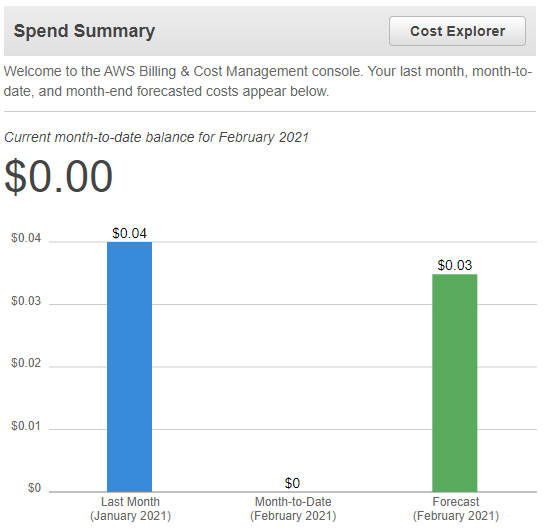 Spend Summary
Cost Explorer
Welcome to the AWS Billing & Cost Management console. Your last month, month-to-
date, and month-end forecasted costs appear below.
Current month-to-date balance for February 2021
$0.00
$0.04
$0.03
$0.02
$0.01
$0
$0.04
$0
$0.03
Last Month
(January 2021)
Month-to-Date
(February 2021)
Forecast
(February 2021)